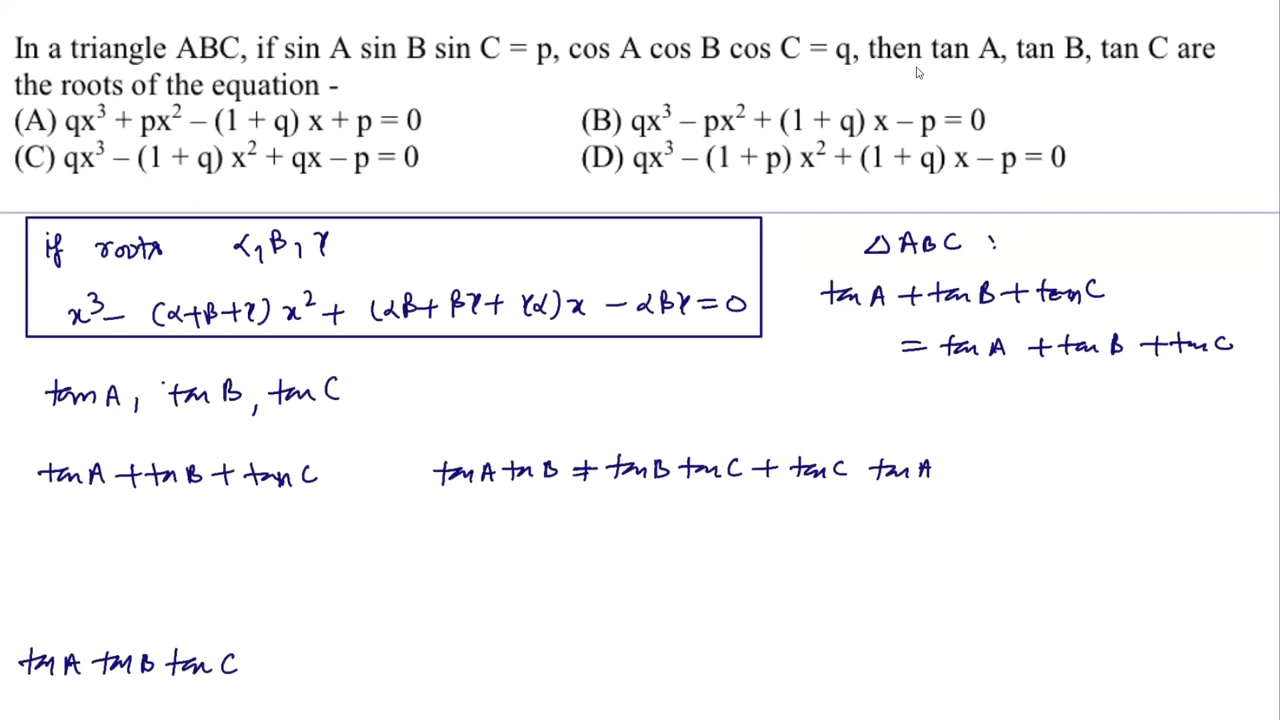 In a triangle ABC, if sin A sin B sin C = p, cos A cos B cos C = q, then tan A, tan B, tan C are
the roots of the equation -
(A) qx³ + px² – (1 + q) x + p = 0 (B) qx³ – px² + (1 + q) x – p = 0
(C) qx³ – (1 + q) x² + qx – p = 0 (D) qx³ – (1 + p) x² + (1 + q) x – p = 0
if roots α, β, γ
x³ – (α+β+γ) x² + (αβ + βγ + γα) x – αβγ = 0
△ ABC :
tan A + tan B + tan C
= tan A + tan B + tan C
tan A, tan B, tan C
tan A + tan B + tan C
tan A tan B + tan B tan C + tan C tan A
tan A tan B tan C